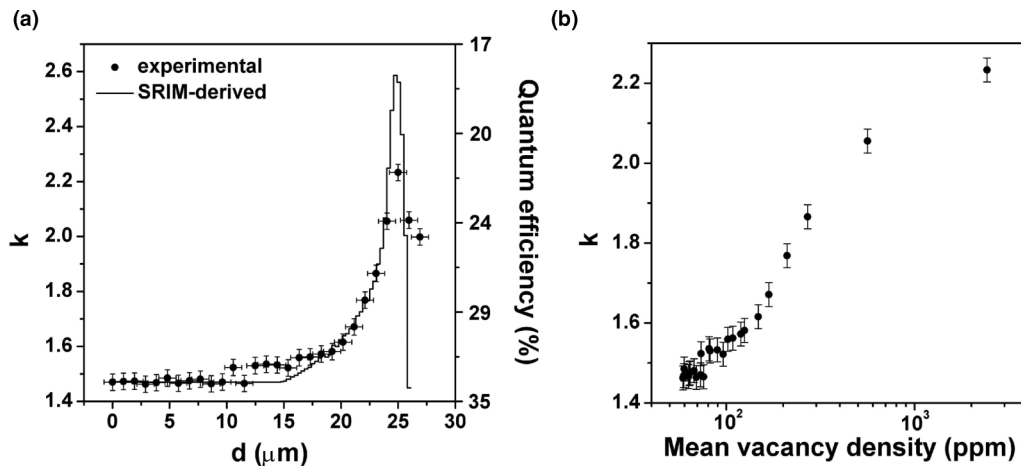 (a)
2.6
2.4
2.2
2.0
1.8
1.6
1.4
k
experimental
SRIM-derived
0 5 10 15 20 25 30
d (μm)
17
20
24
28
29
35
Quantum efficiency (%)
(b)
2.2
2.0
1.8
1.6
1.4
k
10²
10³
Mean vacancy density (ppm)